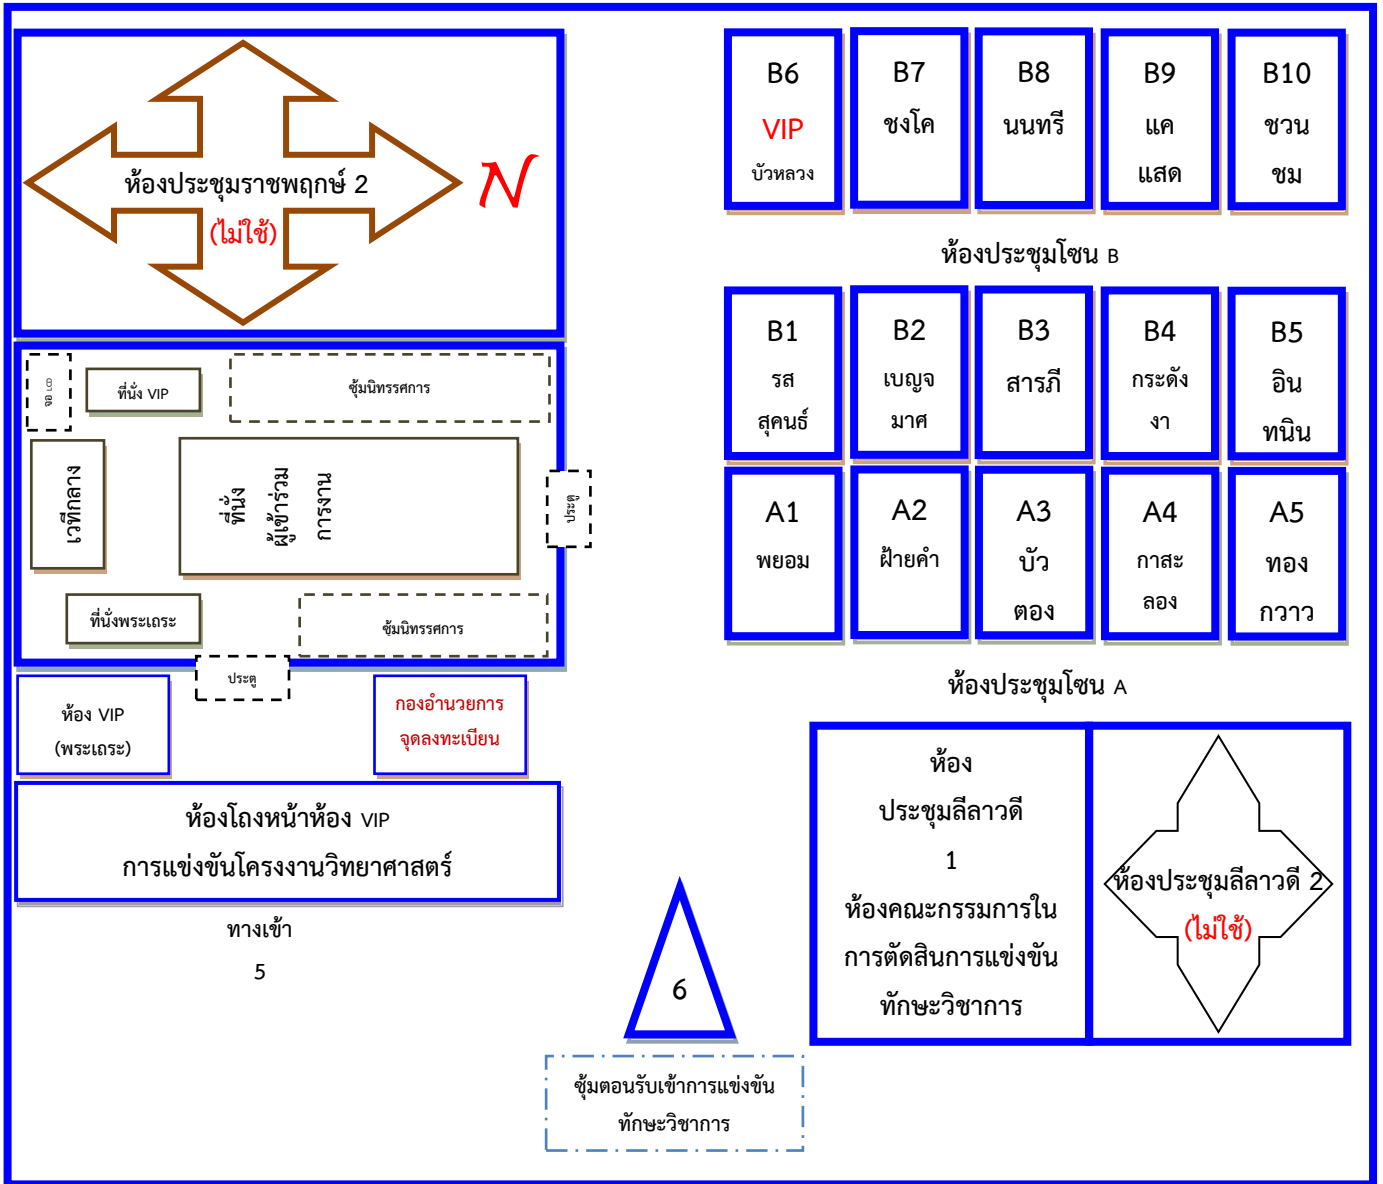 ห้องประชุมราชพฤกษ์ 2
(ไม่ใช้)
N
จอ LCD
ที่นั่ง VIP
ซุ้มนิทรรศการ
เวทีกลาง
ที่นั่ง
ผู้เข้าร่วม
การงาน
ประตู
ที่นั่งพระเถระ
ซุ้มนิทรรศการ
ประตู
ห้อง VIP
(พระเถระ)
กองอำนวยการ
จุดลงทะเบียน
ห้องโถงหน้าห้อง VIP
การแข่งขันโครงงานวิทยาศาสตร์
ทางเข้า
5
B6
VIP
บัวหลวง
B7
ชงโค
B8
นนทรี
B9
แค
แสด
B10
ชวน
ชม
ห้องประชุมโซน B
B1
รส
สุคนธ์
B2
เบญจ
มาศ
B3
สารภี
B4
กระดัง
งา
B5
อิน
ทนิน
A1
พยอม
A2
ฝ้ายคำ
A3
บัว
ตอง
A4
กาสะ
ลอง
A5
ทอง
กวาว
ห้องประชุมโซน A
ห้อง
ประชุมลีลาวดี
1
ห้องคณะกรรมการใน
การตัดสินการแข่งขัน
ทักษะวิชาการ
ห้องประชุมลีลาวดี 2
(ไม่ใช้)
6
ซุ้มตอนรับเข้าการแข่งขัน
ทักษะวิชาการ